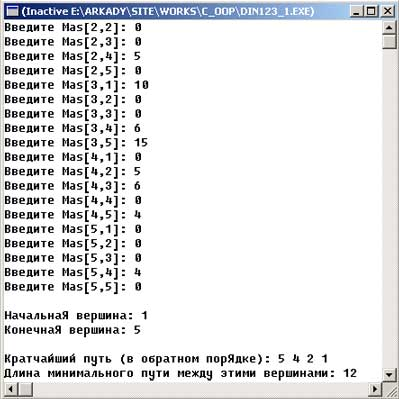 (Inactive E:\ARKADY\SITE\WORKS\C_OOP\DIN123_1.EXE)
Введите Mas[2,2]: 0
Введите Mas[2,3]: 0
Введите Mas[2,4]: 5
Введите Mas[2,5]: 0
Введите Mas[3,1]: 10
Введите Mas[3,2]: 0
Введите Mas[3,3]: 0
Введите Mas[3,4]: 6
Введите Mas[3,5]: 15
Введите Mas[4,1]: 0
Введите Mas[4,2]: 5
Введите Mas[4,3]: 6
Введите Mas[4,4]: 0
Введите Mas[4,5]: 4
Введите Mas[5,1]: 0
Введите Mas[5,2]: 0
Введите Mas[5,3]: 0
Введите Mas[5,4]: 4
Введите Mas[5,5]: 0
НачальнаЯ вершина: 1
КонечнаЯ вершина: 5
Кратчайший путь (в обратном порЯдке): 5 4 2 1
Длина минимального пути между этими вершинами: 12